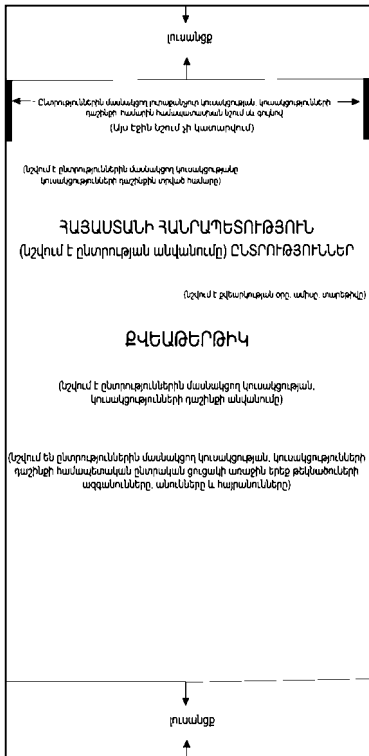 լուսանցք
- Ընտրություններին մասնակցող յուրաքանչյուր կուսակցության, կուսակցությունների
դաշինքի համարին համապատասխան նշում սև գույնով
(Այս էջին նշում չի կատարվում)
(նշվում է ընտրություններին մասնակցող կուսակցությանը
կուսակցությունների դաշինքին տրված համարը)
ՀԱՅԱՍՏԱՆԻ ՀԱՆՐԱՊԵՏՈՒԹՅՈՒՆ
(նշվում է ընտրության անվանումը) ԸՆՏՐՈՒԹՅՈՒՆՆԵՐ
(նշվում է քվեարկության օրը, ամիսը, տարեթիվը)
ՔՎԵԱԹԵՐԹԻԿ
(նշվում է ընտրություններին մասնակցող կուսակցության,
կուսակցությունների դաշինքի անվանումը)
(նշվում են ընտրություններին մասնակցող կուսակցության, կուսակցությունների
դաշինքի համապետական ընտրական ցուցակի առաջին երեք թեկնածուների
ազգանունները, անունները և հայրանունները)
լուսանցք